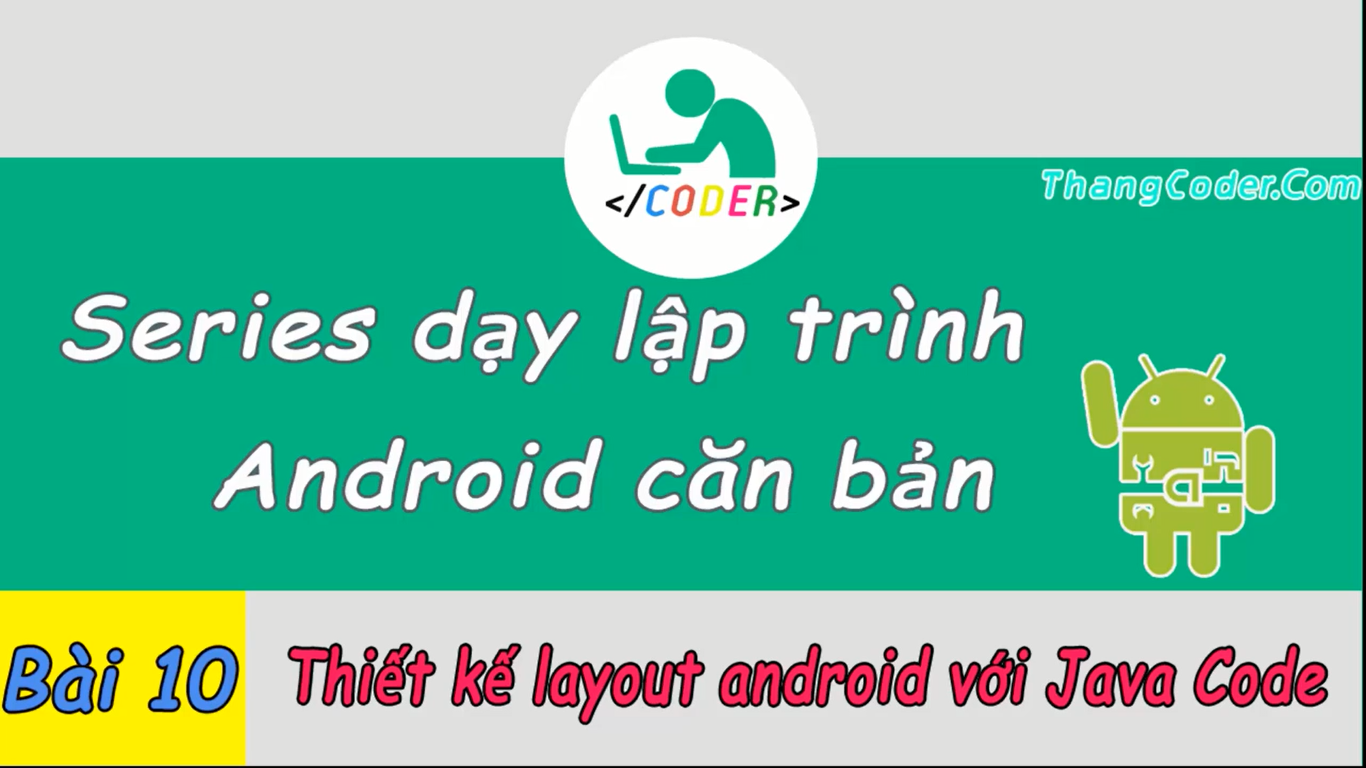 </CODER>
ThangCoder.Com
Series dạy lập trình
Android căn bản
Bài 10
Thiết kế layout android với Java Code